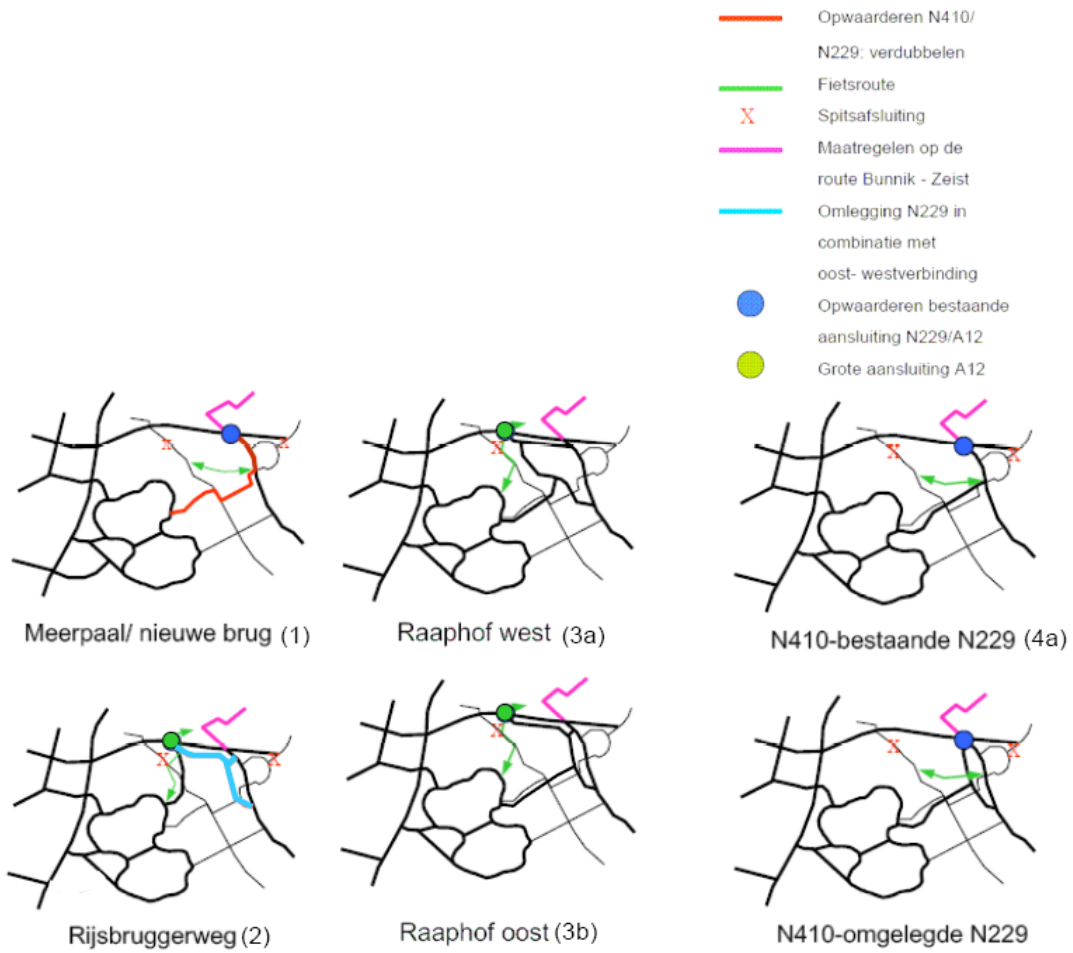 Opwaarderen N410/
N229: verdubbelen
Fietsroute
X Spitsafsluiting
Maatregelen op de
route Bunnik - Zeist
Omlegging N229 in
combinatie met
oost- westverbinding
Opwaarderen bestaande
aansluiting N229/A12
Grote aansluiting A12
X
X
X
X
X
Meerpaal/ nieuwe brug (1)
Raaphof west (3a)
N410-bestaande N229 (4a)
X
X
X
X
X
Rijsbruggerweg (2)
Raaphof oost (3b)
N410-omgelegde N229